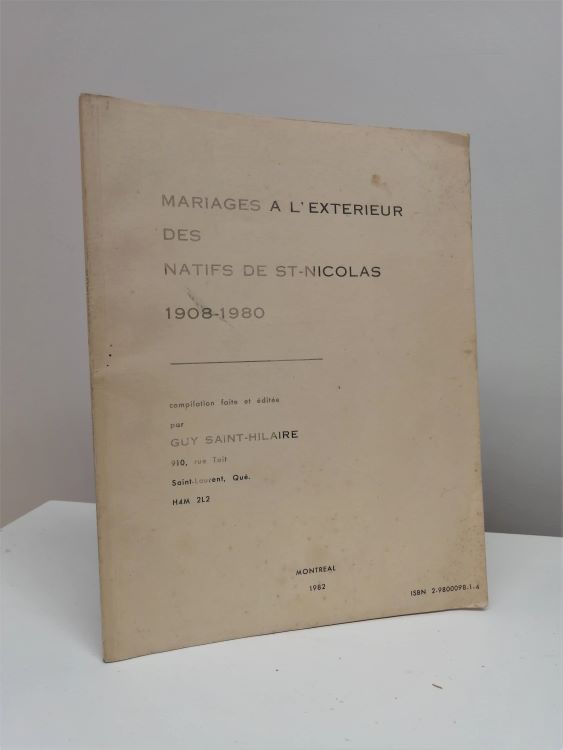 MARIAGES A L'EXTERIEUR
DES
NATIFS DE ST-NICOLAS
1908-1980
compilation faite et éditée
par
GUY SAINT-HILAIRE
910, rue Tait
Saint-Laurent, Qué.
H4M 2L2
MONTREAL
1982
ISBN 2-9800098-1-4